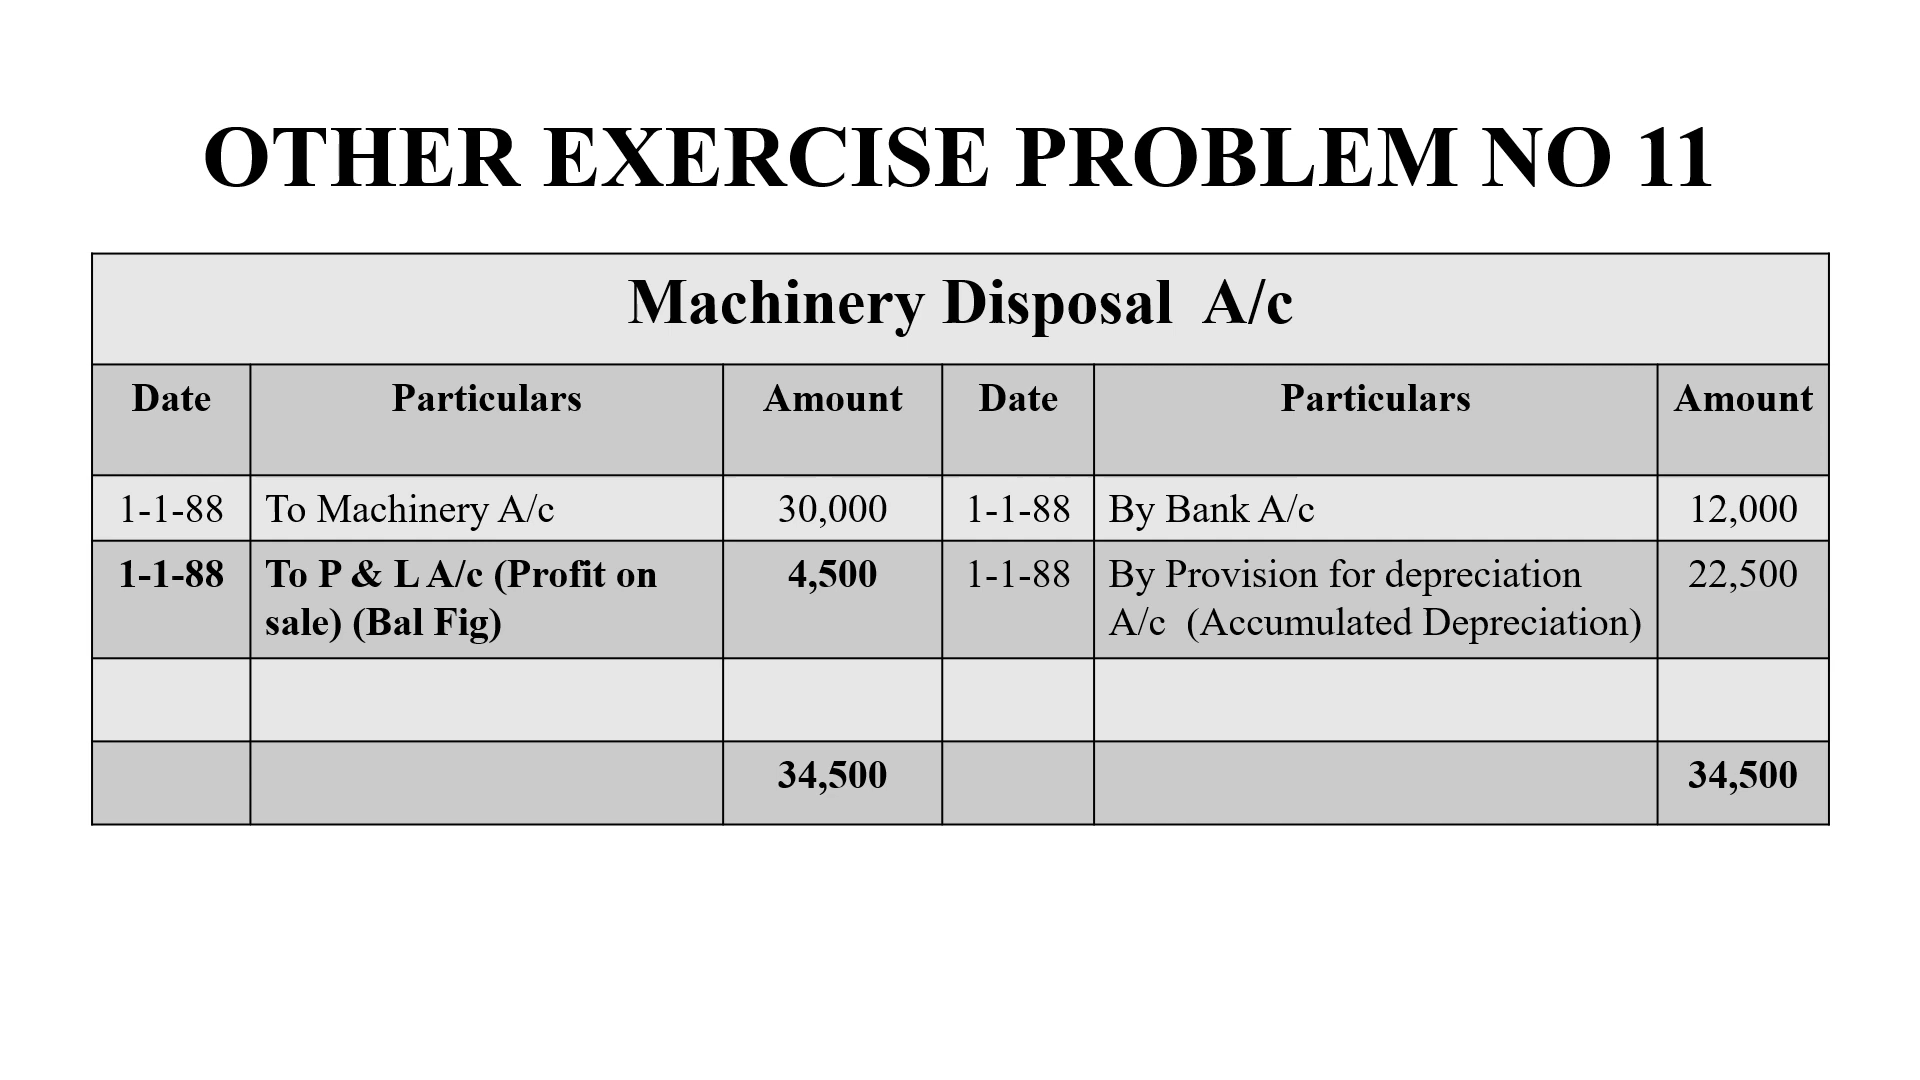 OTHER EXERCISE PROBLEM NO 11
Machinery Disposal A/c
Date Particulars Amount Date Particulars Amount
1-1-88 To Machinery A/c 30,000 1-1-88 By Bank A/c 12,000
1-1-88 To P & L A/c (Profit on 4,500 1-1-88 By Provision for depreciation 22,500
sale) (Bal Fig) A/c (Accumulated Depreciation)
34,500 34,500